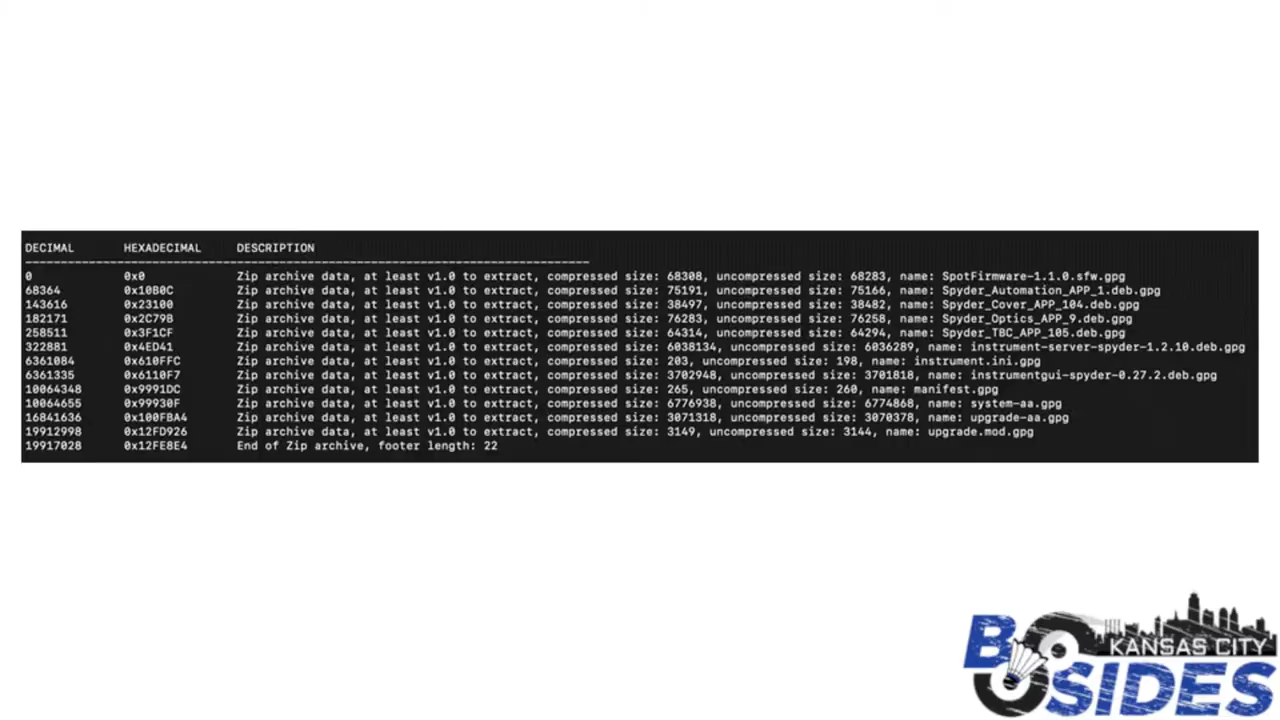 DECIMAL HEXADECIMAL DESCRIPTION
--------------------------------------------------------------------------------
0 0x0 Zip archive data, at least v1.0 to extract, compressed size: 68308, uncompressed size: 68283, name: SpotFirmware-1.1.0.sfw.gpg
68364 0x10B0C Zip archive data, at least v1.0 to extract, compressed size: 75191, uncompressed size: 75166, name: Spyder_Automation_APP_1.deb.gpg
143616 0x23100 Zip archive data, at least v1.0 to extract, compressed size: 38497, uncompressed size: 38482, name: Spyder_Cover_APP_104.deb.gpg
182171 0x2C79B Zip archive data, at least v1.0 to extract, compressed size: 76283, uncompressed size: 76258, name: Spyder_Optics_APP_9.deb.gpg
258511 0x3F1CF Zip archive data, at least v1.0 to extract, compressed size: 64314, uncompressed size: 64294, name: Spyder_TBC_APP_105.deb.gpg
322881 0x4ED41 Zip archive data, at least v1.0 to extract, compressed size: 6038134, uncompressed size: 6036289, name: instrument-server-spyder-1.2.10.deb.gpg
6361084 0x610FFC Zip archive data, at least v1.0 to extract, compressed size: 203, uncompressed size: 198, name: instrument.ini.gpg
6361335 0x6110F7 Zip archive data, at least v1.0 to extract, compressed size: 3702948, uncompressed size: 3701818, name: instrumentgui-spyder-0.27.2.deb.gpg
10064348 0x9991DC Zip archive data, at least v1.0 to extract, compressed size: 265, uncompressed size: 260, name: manifest.gpg
10064655 0x99930F Zip archive data, at least v1.0 to extract, compressed size: 6776938, uncompressed size: 6774868, name: system-aa.gpg
16841636 0x100FBA4 Zip archive data, at least v1.0 to extract, compressed size: 3071318, uncompressed size: 3070378, name: upgrade-aa.gpg
19912998 0x12FD926 Zip archive data, at least v1.0 to extract, compressed size: 3149, uncompressed size: 3144, name: upgrade.mod.gpg
19917028 0x12FE8E4 End of Zip archive, footer length: 22
B
KANSAS CITY
SIDES